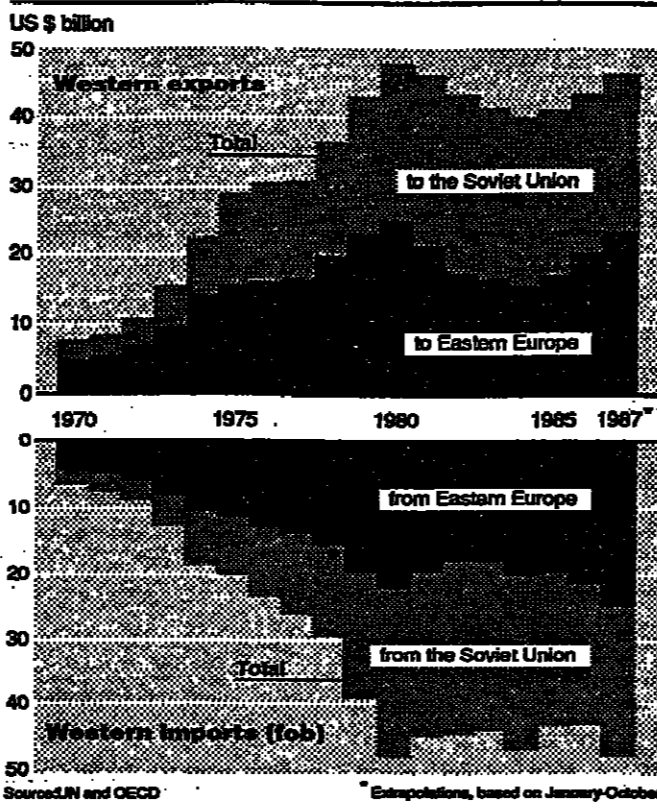 US $ billion
50
Western exports
40
Total
30
to the Soviet Union
20
10
to Eastern Europe
0
1970 1975 1980 1985 1987*
0
from Eastern Europe
10
20
30
from the Soviet Union
Total
40
Western imports (fob)
50
Source:UN and OECD
* Extrapolations, based on January-October